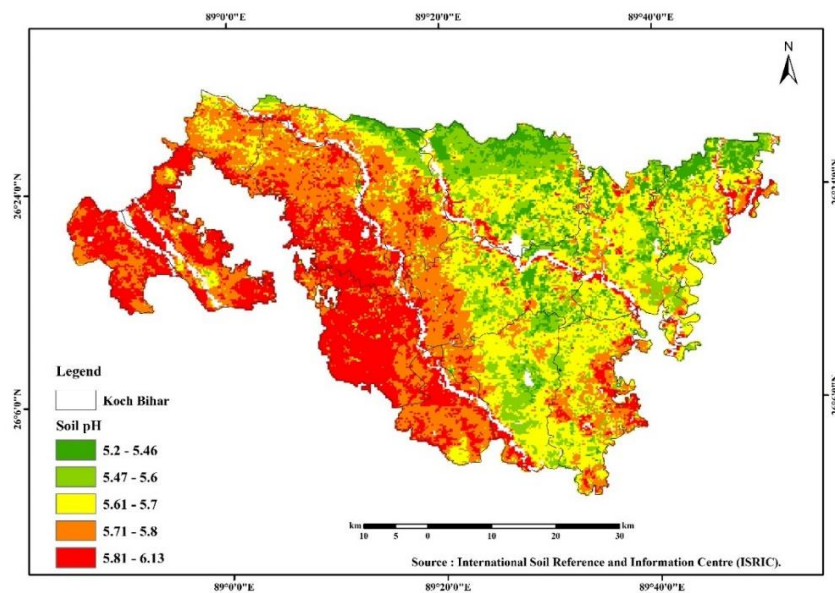 89°0'0"E 89°20'0"E 89°40'0"E
N
26°24'0"N
26°6'0"N
Legend
Koch Bihar
Soil pH
5.2 - 5.46
5.47 - 5.6
5.61 - 5.7
5.71 - 5.8
5.81 - 6.13
km km
10 5 0 10 20 30
Source : International Soil Reference and Information Centre (ISRIC).
26°6'0"N
89°0'0"E 89°20'0"E 89°40'0"E